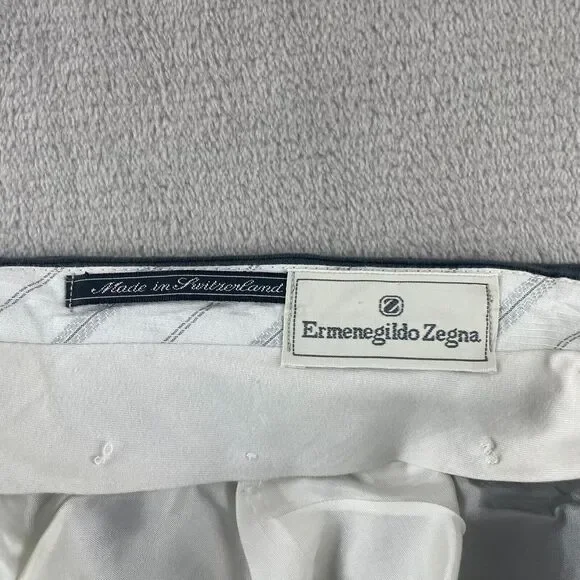 Made in Switzerland
Z
Ermenegildo Zegna